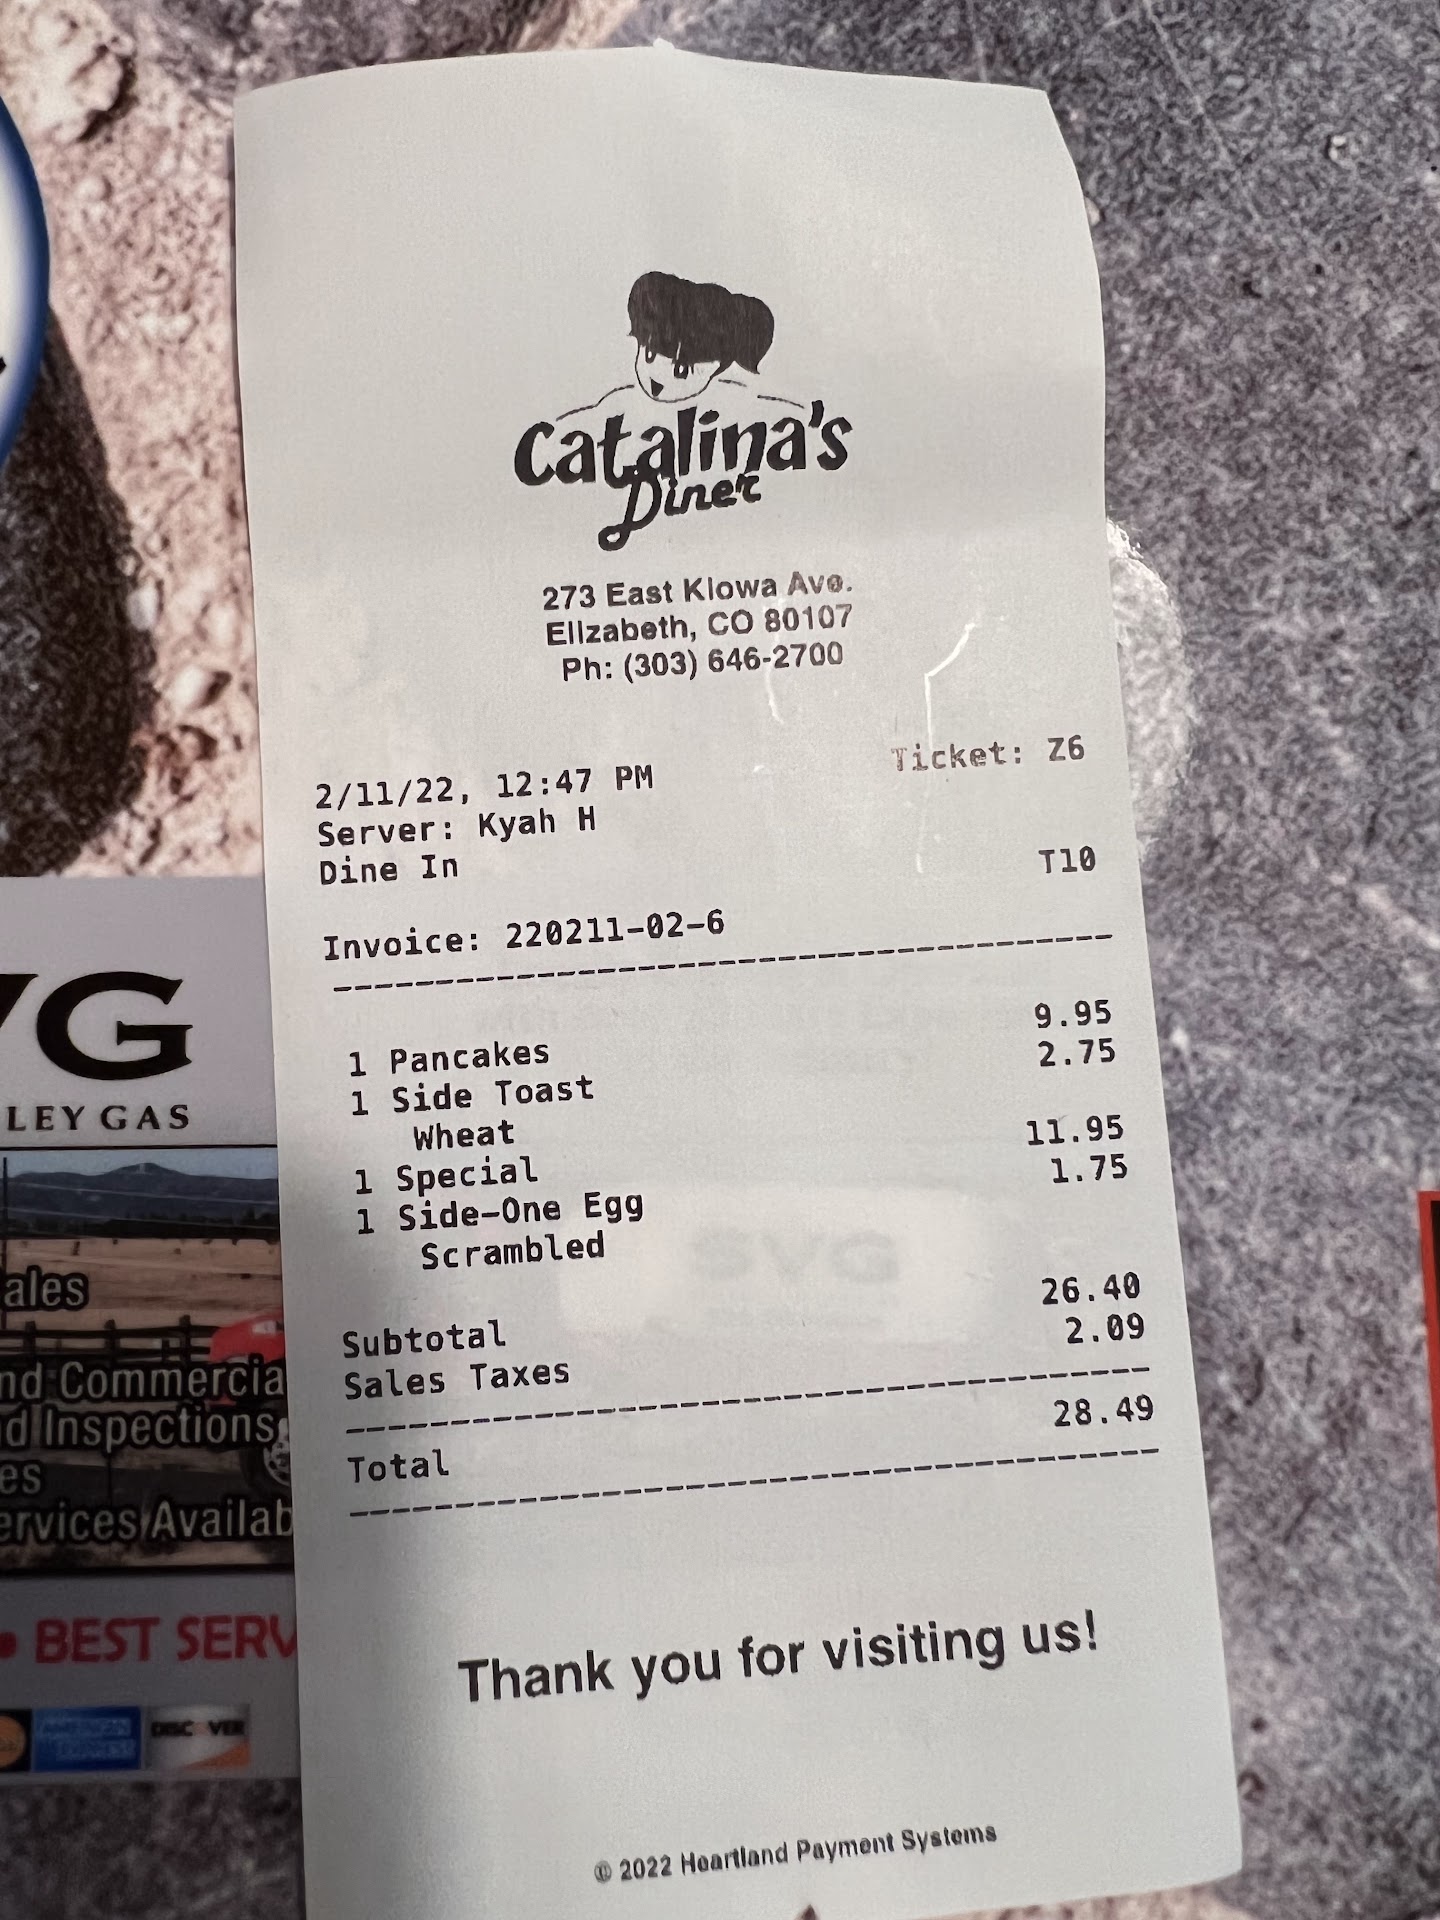 Catalina's
Diner
273 East Kiowa Ave.
Elizabeth, CO 80107
Ph: (303) 646-2700
Ticket: Z6
2/11/22, 12:47 PM
Server: Kyah H
Dine In T10
Invoice: 220211-02-6
1 Pancakes 9.95
1 Side Toast 2.75
Wheat
1 Special 11.95
1 Side-One Egg 1.75
Scrambled
Subtotal 26.40
Sales Taxes 2.09
Total 28.49
Thank you for visiting us!
© 2022 Heartland Payment Systems
VG
LEY GAS
ales
nd Commercia
d Inspections
es
ervices Availab
• BEST SERV
AMERICAN EXPRESS
DISCOVER
SVG